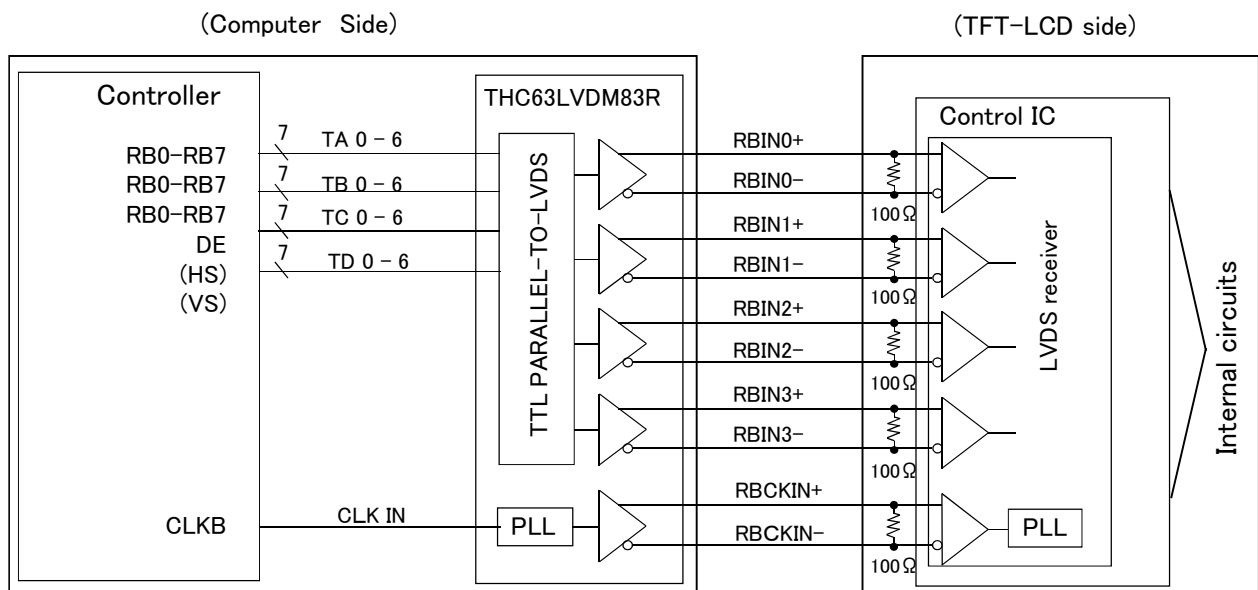 (Computer Side)
(TFT-LCD side)
Controller
THC63LVDM83R
Control IC
RB0-RB7
RB0-RB7
RB0-RB7
DE
(HS)
(VS)
CLKB
7
TA 0-6
TB 0-6
7
TC 0-6
7
TD 0-6
CLK IN
TTL PARALLEL-TO-LVDS
PLL
RBIN0+
RBIN0-
100Ω
RBIN1+
RBIN1-
100Ω
RBIN2+
RBIN2-
100Ω
RBIN3+
RBIN3-
100Ω
RBCKIN+
RBCKIN-
100Ω
LVDS receiver
PLL
Internal circuits